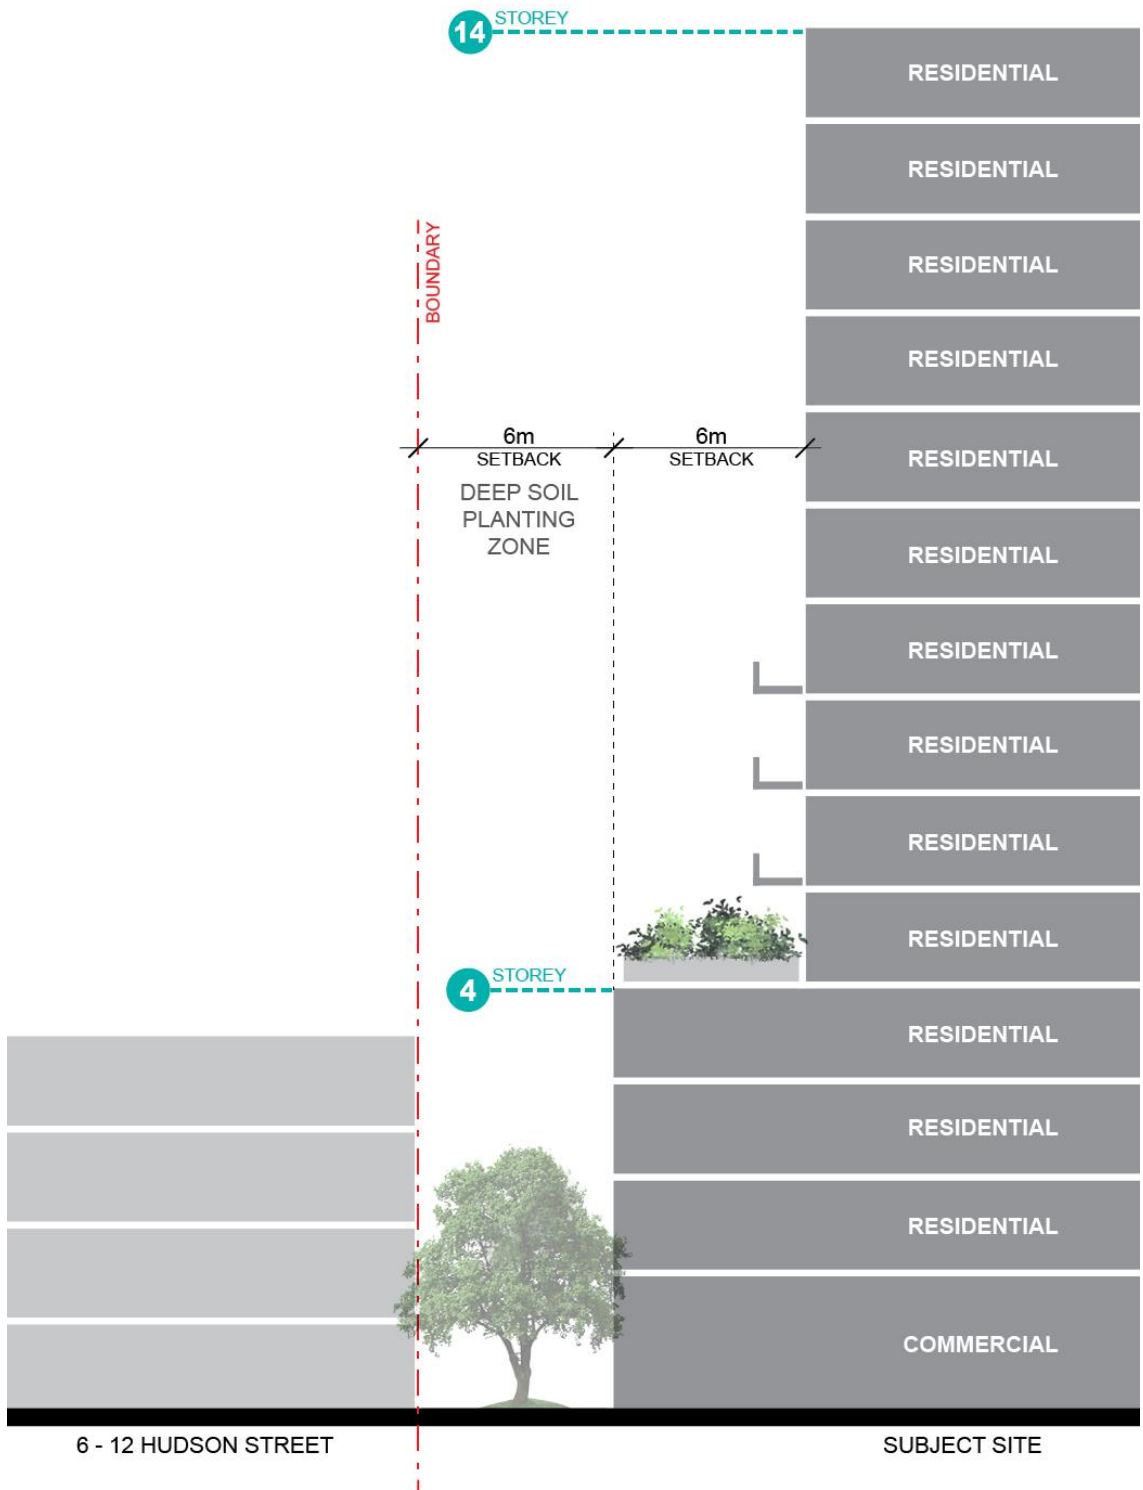 14 STOREY
RESIDENTIAL
RESIDENTIAL
BOUNDARY
RESIDENTIAL
RESIDENTIAL
6m
SETBACK
6m
SETBACK
RESIDENTIAL
DEEP SOIL
PLANTING
ZONE
RESIDENTIAL
RESIDENTIAL
RESIDENTIAL
RESIDENTIAL
RESIDENTIAL
4 STOREY
RESIDENTIAL
RESIDENTIAL
RESIDENTIAL
COMMERCIAL
6 - 12 HUDSON STREET
SUBJECT SITE